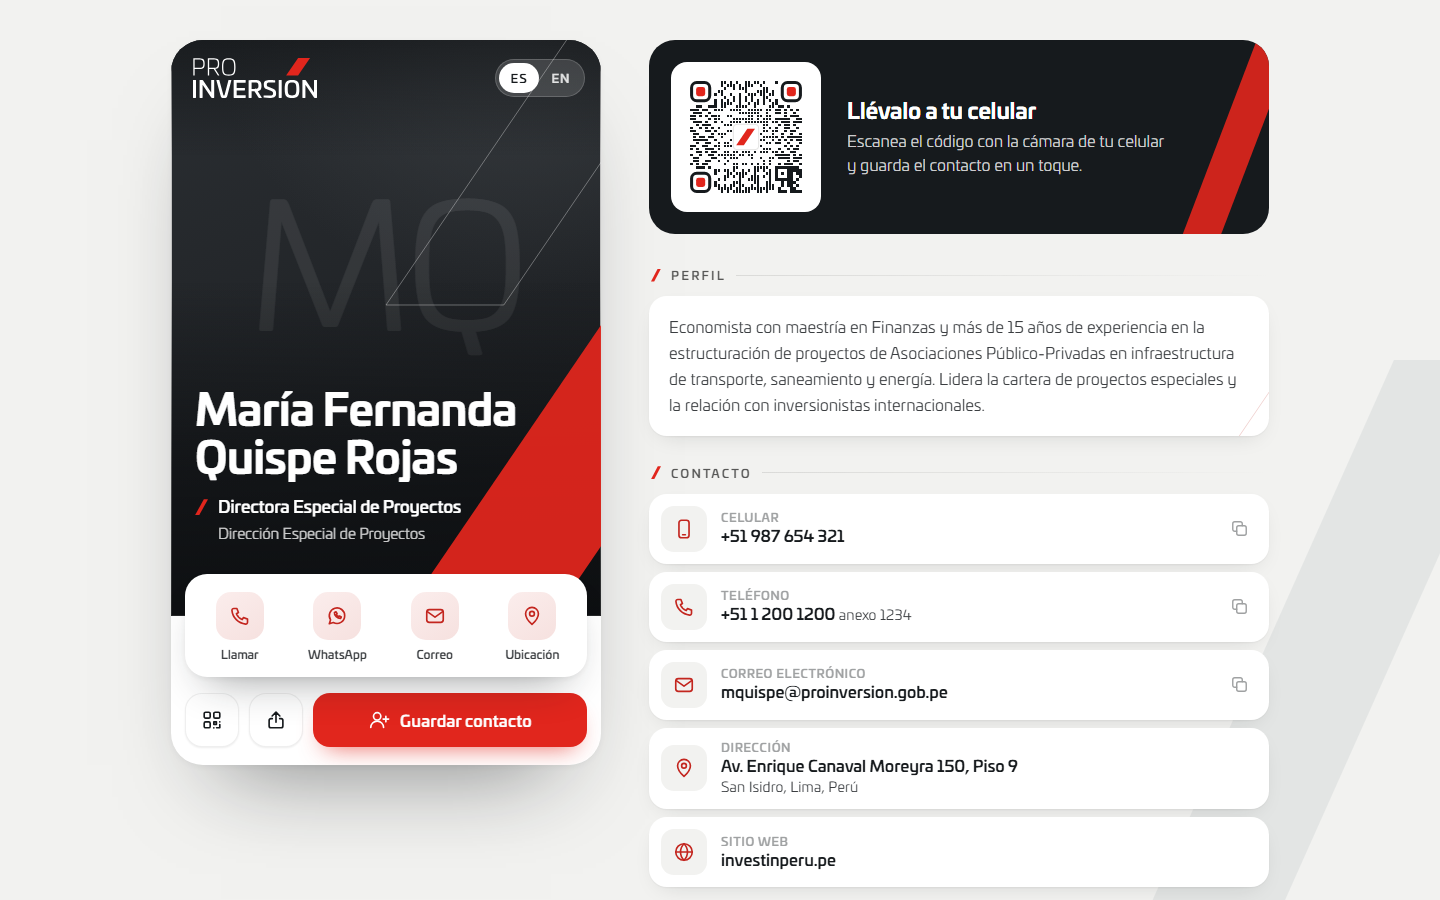 PRO
INVERSIÓN
ES EN
MQ
María Fernanda
Quispe Rojas
Directora Especial de Proyectos
Dirección Especial de Proyectos
Llamar WhatsApp Correo Ubicación
Guardar contacto
Llévalo a tu celular
Escanea el código con la cámara de tu celular
y guarda el contacto en un toque.
PERFIL
Economista con maestría en Finanzas y más de 15 años de experiencia en la
estructuración de proyectos de Asociaciones Público-Privadas en infraestructura
de transporte, saneamiento y energía. Lidera la cartera de proyectos especiales y
la relación con inversionistas internacionales.
CONTACTO
CELULAR
+51 987 654 321
TELÉFONO
+51 1 200 1200 anexo 1234
CORREO ELECTRÓNICO
mquispe@proinversion.gob.pe
DIRECCIÓN
Av. Enrique Canaval Moreyra 150, Piso 9
San Isidro, Lima, Perú
SITIO WEB
investinperu.pe